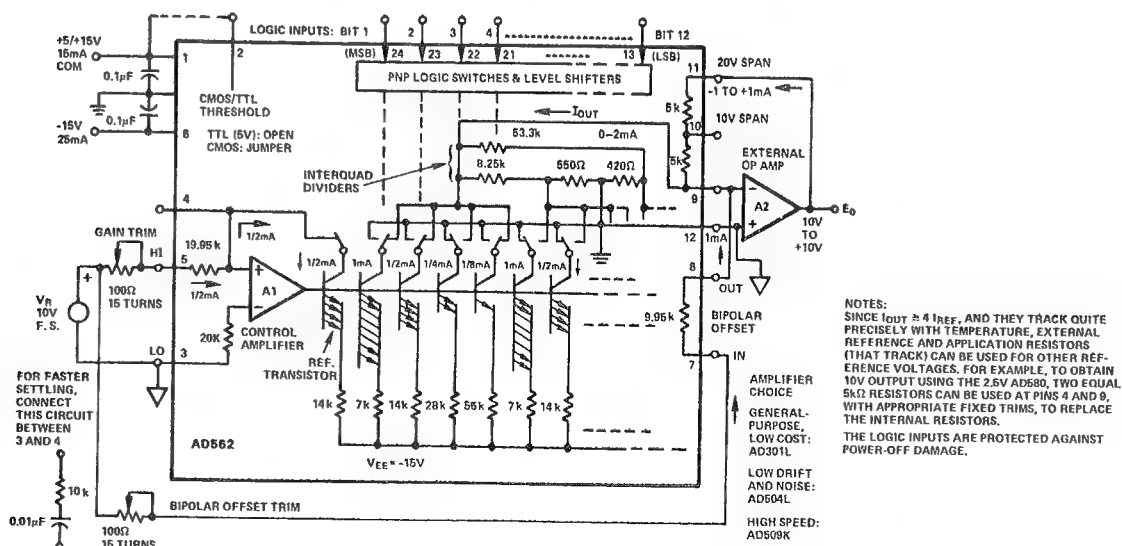 +5/+15V
15mA
COM
0.1µF
0.1µF
-15V
25mA
1
2
6
CMOS/TTL
THRESHOLD
TTL (5V): OPEN
CMOS: JUMPER
LOGIC INPUTS: BIT 1
2
3
4
BIT 12
(MSB) 24
23
22
21
13
(LSB)
PNP LOGIC SWITCHES & LEVEL SHIFTERS
11
20V SPAN
-1 TO +1mA
5k
10
10V SPAN
5k
IOUT
53.3k
0-2mA
8.25k
550Ω
420Ω
INTERQUAD
DIVIDERS
EXTERNAL
OP AMP
9
A2
E0
10V
TO
+10V
12
1mA
4
GAIN TRIM
HI
5
19.95k
1/2mA
1/2mA
100Ω
15 TURNS
+
VR
10V
F. S.
LO
3
20K
A1
CONTROL
AMPLIFIER
REF.
TRANSISTOR
1/2mA
1mA
1/2mA
1/4mA
1/8mA
1mA
1/2mA
14k
7k
14k
28k
56k
7k
14k
VEE = -15V
8
OUT
9.95k
BIPOLAR
OFFSET
7
IN
AD562
FOR FASTER
SETTLING,
CONNECT
THIS CIRCUIT
BETWEEN
3 AND 4
10k
0.01µF
BIPOLAR OFFSET TRIM
100Ω
15 TURNS
AMPLIFIER
CHOICE
GENERAL-
PURPOSE,
LOW COST:
AD301L
LOW DRIFT
AND NOISE:
AD504L
HIGH SPEED:
AD509K
NOTES:
SINCE IOUT ≅ 4 IREF, AND THEY TRACK QUITE
PRECISELY WITH TEMPERATURE, EXTERNAL
REFERENCE AND APPLICATION RESISTORS
(THAT TRACK) CAN BE USED FOR OTHER REF-
ERENCE VOLTAGES. FOR EXAMPLE, TO OBTAIN
10V OUTPUT USING THE 2.5V AD580, TWO EQUAL
5kΩ RESISTORS CAN BE USED AT PINS 4 AND 9,
WITH APPROPRIATE FIXED TRIMS, TO REPLACE
THE INTERNAL RESISTORS.
THE LOGIC INPUTS ARE PROTECTED AGAINST
POWER-OFF DAMAGE.